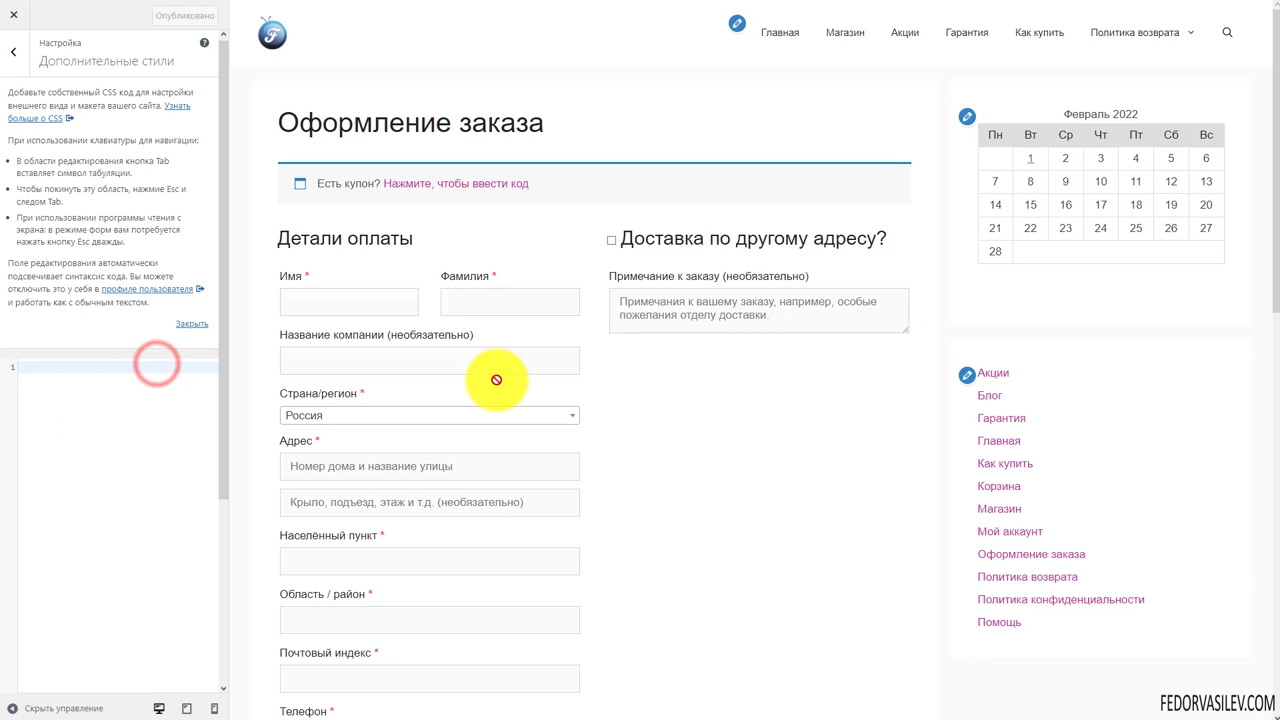 Опубликовано
Настройка
Дополнительные стили
Добавьте собственный CSS код для настройки
внешнего вида и макета вашего сайта. Узнать
больше о CSS
При использовании клавиатуры для навигации:
В области редактирования кнопка Tab
вставляет символ табуляции.
Чтобы покинуть эту область, нажмие Esc и
следом Tab.
При использовании программы чтения с
экрана: в режиме форм вам потребуется
нажать кнопку Esc дважды.
Поле редактирования автоматически
подсвечивает синтаксис кода. Вы можете
отключить это у себя в профиле пользователя
и работать как с обычным текстом.
Закрыть
1
Скрыть управление
Главная Магазин Акции Гарантия Как купить Политика возврата
Оформление заказа
Есть купон? Нажмите, чтобы ввести код
Детали оплаты
Имя *
Фамилия *
Название компании (необязательно)
Страна/регион *
Россия
Адрес *
Номер дома и название улицы
Крыло, подъезд, этаж и т.д. (необязательно)
Населённый пункт *
Область / район *
Почтовый индекс *
Телефон *
Доставка по другому адресу?
Примечание к заказу (необязательно)
Примечания к вашему заказу, например, особые
пожелания отделу доставки.
Февраль 2022
Пн Вт Ср Чт Пт Сб Вс
1 2 3 4 5 6
7 8 9 10 11 12 13
14 15 16 17 18 19 20
21 22 23 24 25 26 27
28
Акции
Блог
Гарантия
Главная
Как купить
Корзина
Магазин
Мой аккаунт
Оформление заказа
Политика возврата
Политика конфиденциальности
Помощь
FEDORVASILEV.COM